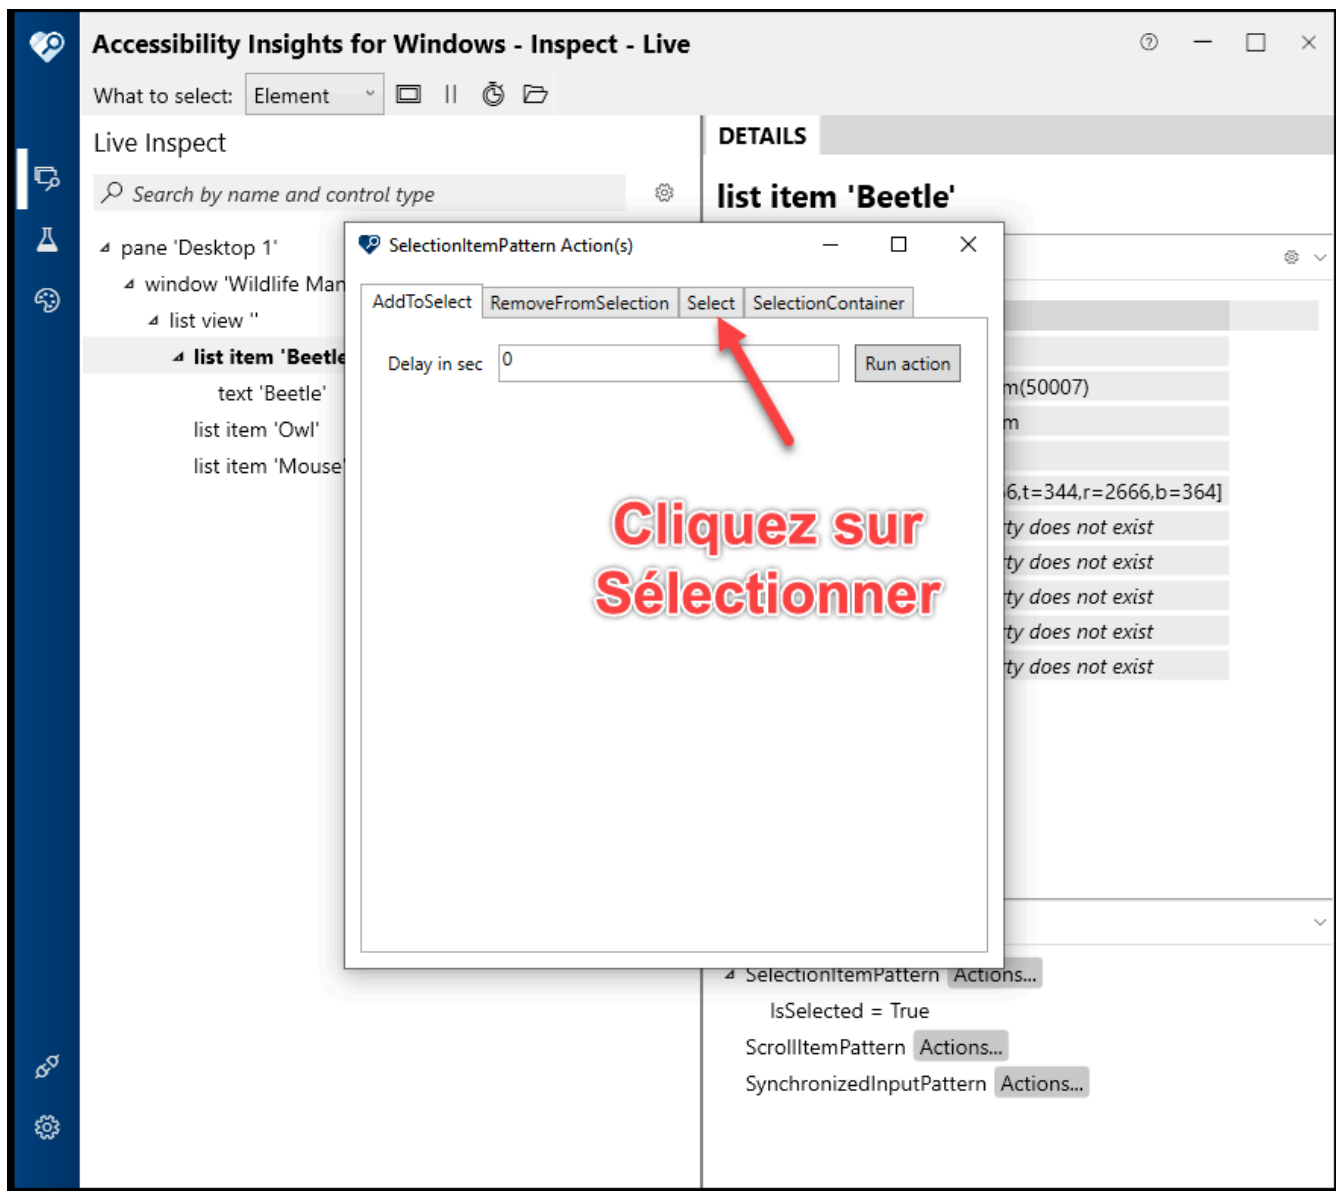 Accessibility Insights for Windows - Inspect - Live
What to select: Element
Live Inspect
Search by name and control type
pane 'Desktop 1'
window 'Wildlife Man
list view ''
list item 'Beetle
text 'Beetle'
list item 'Owl'
list item 'Mouse'
DETAILS
list item 'Beetle'
SelectionItemPattern Action(s)
AddToSelect RemoveFromSelection Select SelectionContainer
Delay in sec 0 Run action
Cliquez sur
Sélectionner
m(50007)
m
6,t=344,r=2666,b=364]
ty does not exist
ty does not exist
ty does not exist
ty does not exist
ty does not exist
SelectionItemPattern Actions...
IsSelected = True
ScrollItemPattern Actions...
SynchronizedInputPattern Actions...